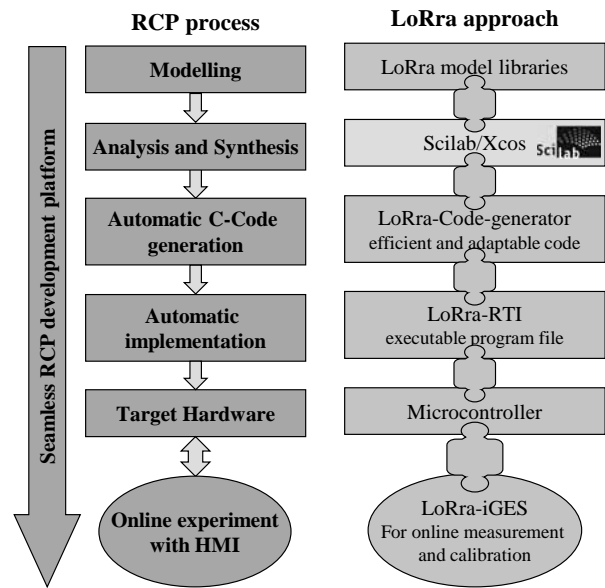 RCP process
LoRra approach
Seamless RCP development platform
Modelling
Analysis and Synthesis
Automatic C-Code
generation
Automatic
implementation
Target Hardware
Online experiment
with HMI
LoRra model libraries
Scilab/Xcos
Scilab
LoRra-Code-generator
efficient and adaptable code
LoRra-RTI
executable program file
Microcontroller
LoRra-iGES
For online measurement
and calibration